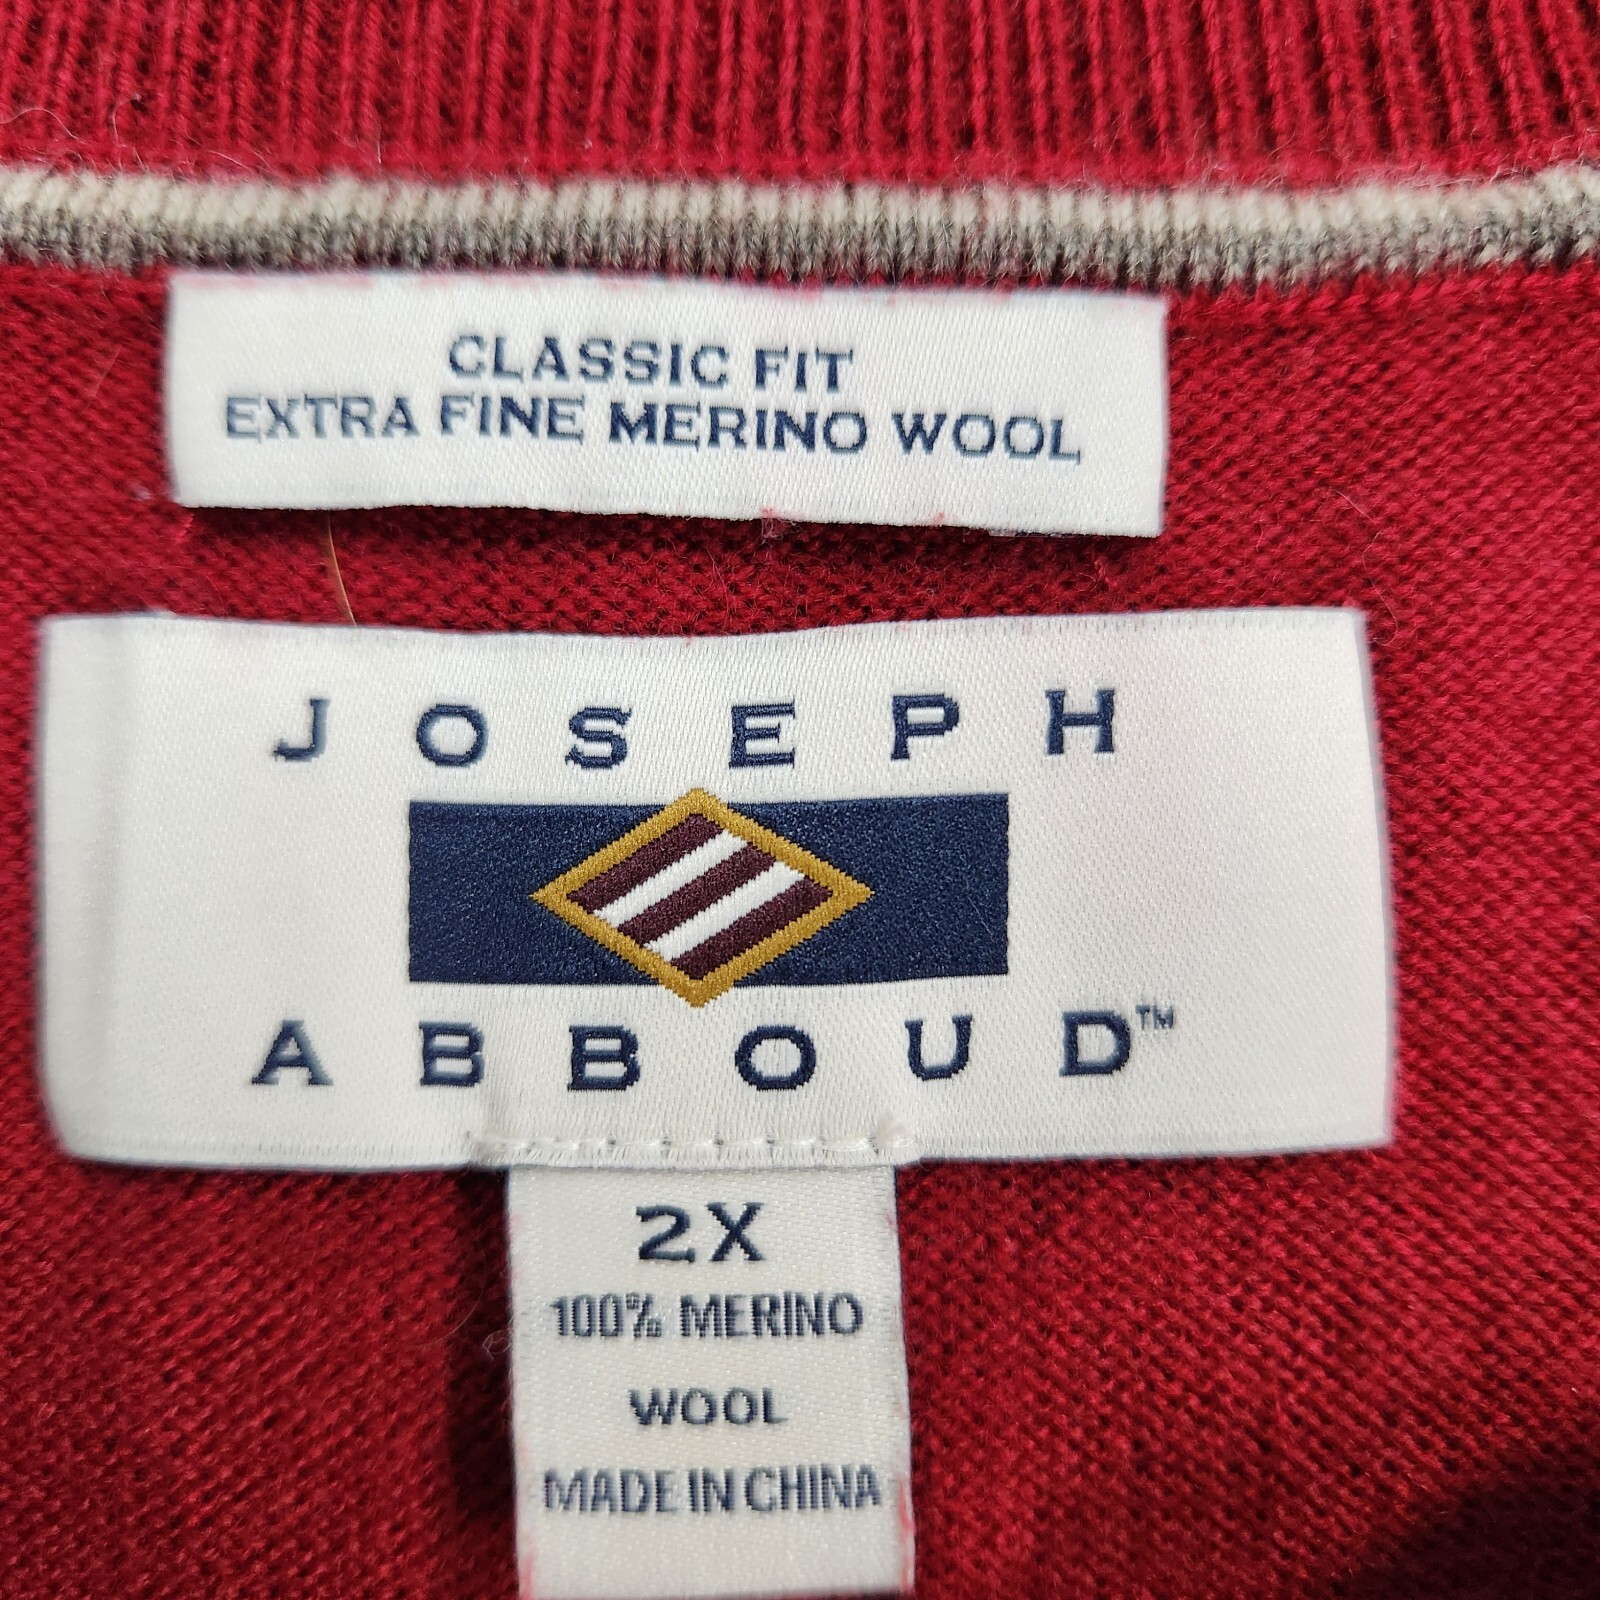 CLASSIC FIT
EXTRA FINE MERINO WOOL
JOSEPH
ABBOUD™
2X
100% MERINO
WOOL
MADE IN CHINA